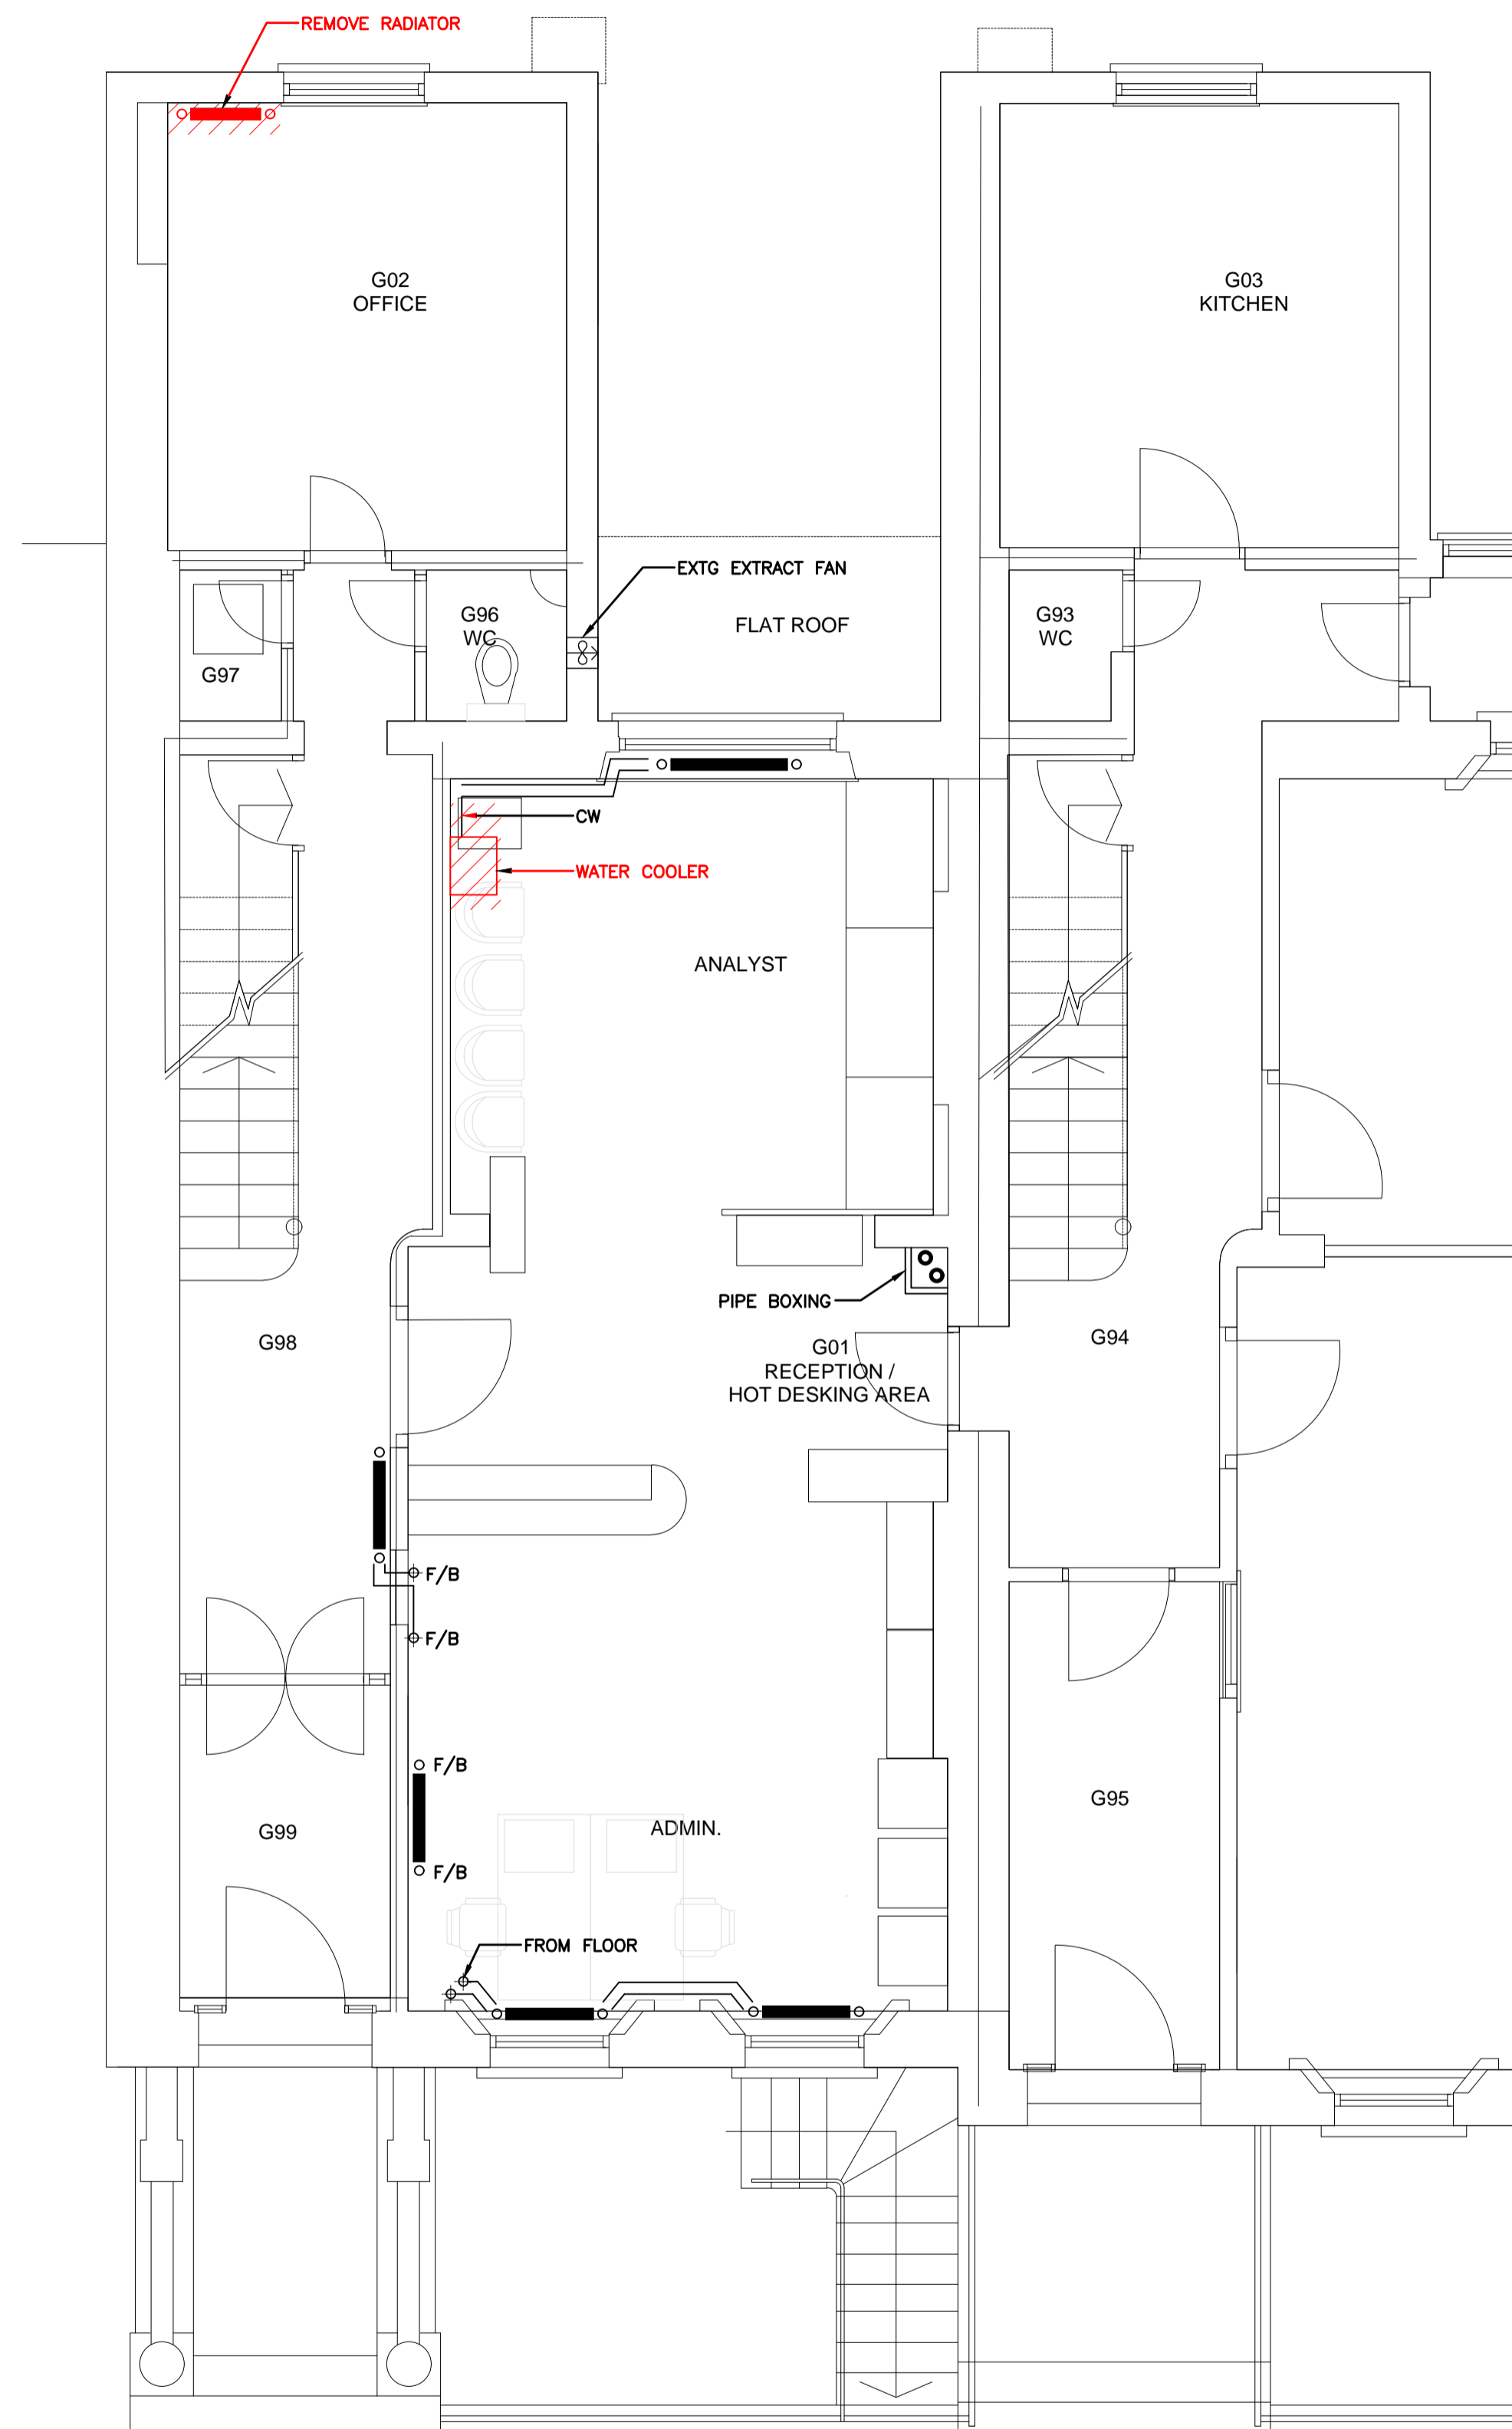 REMOVE RADIATOR
G02
OFFICE
G03
KITCHEN
EXTG EXTRACT FAN
G96
WC
FLAT ROOF
G93
WC
G97
CW
WATER COOLER
ANALYST
PIPE BOXING
G98
G01
RECEPTION /
HOT DESKING AREA
G94
F/B
F/B
F/B
G95
G99
ADMIN.
F/B
FROM FLOOR